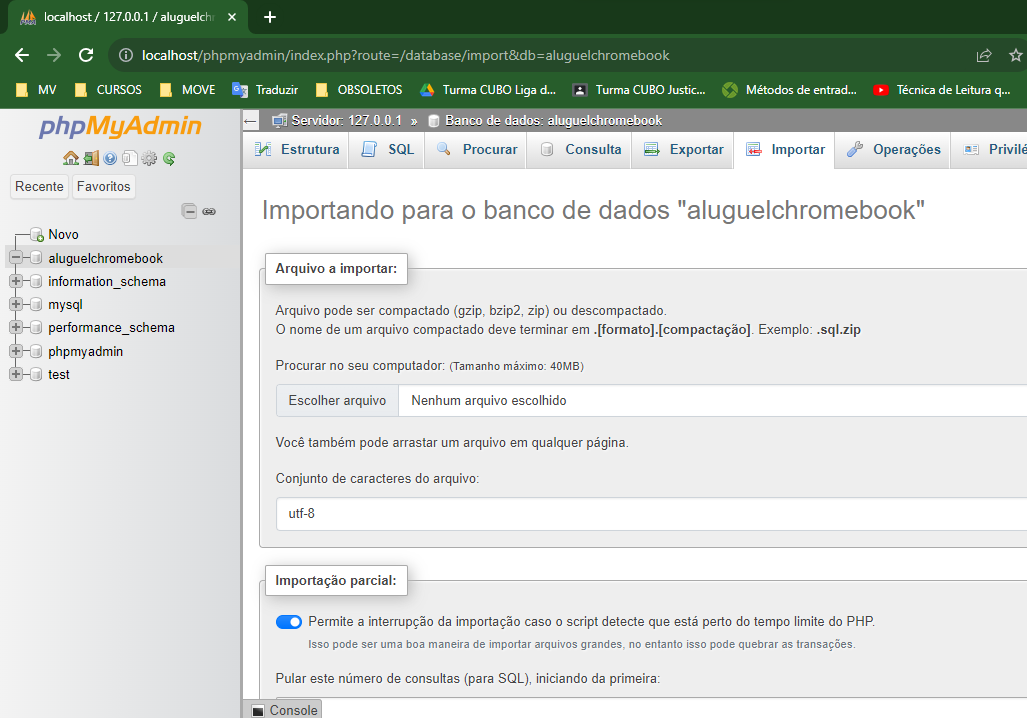 localhost / 127.0.0.1 / aluguelchr
localhost/phpmyadmin/index.php?route=/database/import&db=aluguelchromebook
MV CURSOS MOVE Traduzir OBSOLETOS Turma CUBO Liga d... Turma CUBO Justic... Métodos de entrad... Técnica de Leitura q...
phpMyAdmin
Servidor: 127.0.0.1 » Banco de dados: aluguelchromebook
Estrutura SQL Procurar Consulta Exportar Importar Operações Privilé
Recente Favoritos
Novo
aluguelchromebook
information_schema
mysql
performance_schema
phpmyadmin
test
Importando para o banco de dados "aluguelchromebook"
Arquivo a importar:
Arquivo pode ser compactado (gzip, bzip2, zip) ou descompactado.
O nome de um arquivo compactado deve terminar em .[formato].[compactação]. Exemplo: .sql.zip
Procurar no seu computador: (Tamanho máximo: 40MB)
Escolher arquivo Nenhum arquivo escolhido
Você também pode arrastar um arquivo em qualquer página.
Conjunto de caracteres do arquivo:
utf-8
Importação parcial:
Permite a interrupção da importação caso o script detecte que está perto do tempo limite do PHP.
Isso pode ser uma boa maneira de importar arquivos grandes, no entanto isso pode quebrar as transações.
Pular este número de consultas (para SQL), iniciando da primeira:
Console